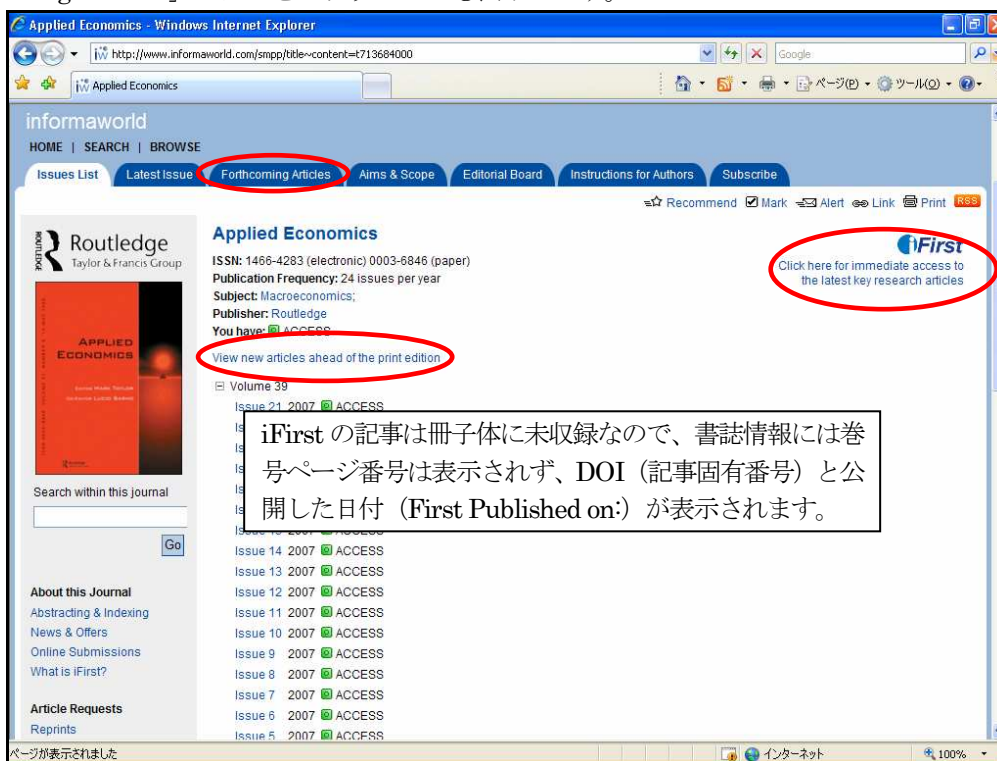 Applied Economics - Windows Internet Explorer
http://www.informaworld.com/smpp/title~content=t713684000
Google
Applied Economics
ページ(P)
ツール(O)
informaworld
HOME | SEARCH | BROWSE
Issues List
Latest Issue
Forthcoming Articles
Aims & Scope
Editorial Board
Instructions for Authors
Subscribe
Recommend
Mark
Alert
Link
Print
RSS
ROUTLEDGE
Routledge
Taylor & Francis Group
APPLIED
ECONOMICS
Search within this journal
Go
About this Journal
Abstracting & Indexing
News & Offers
Online Submissions
What is iFirst?
Article Requests
Reprints
Applied Economics
ISSN: 1466-4283 (electronic) 0003-6846 (paper)
Publication Frequency: 24 issues per year
Subject: Macroeconomics;
Publisher: Routledge
You have: ACCESS
View new articles ahead of the print edition
iFirst
Click here for immediate access to
the latest key research articles
Volume 39
Issue 21 2007 ACCESS
iFirst の記事は冊子体に未収録なので、書誌情報には巻
号ページ番号は表示されず、DOI（記事固有番号）と公
開した日付（First Published on:）が表示されます。
Issue 14 2007 ACCESS
Issue 13 2007 ACCESS
Issue 12 2007 ACCESS
Issue 11 2007 ACCESS
Issue 10 2007 ACCESS
Issue 9 2007 ACCESS
Issue 8 2007 ACCESS
Issue 7 2007 ACCESS
Issue 6 2007 ACCESS
Issue 5 2007 ACCESS
ページが表示されました
インターネット
100%